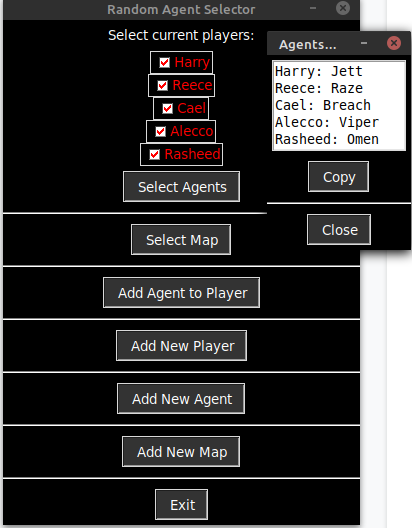 Random Agent Selector
Select current players:
Harry
Reece
Cael
Alecco
Rasheed
Select Agents
Select Map
Add Agent to Player
Add New Player
Add New Agent
Add New Map
Exit
Agents...
Harry: Jett
Reece: Raze
Cael: Breach
Alecco: Viper
Rasheed: Omen
Copy
Close